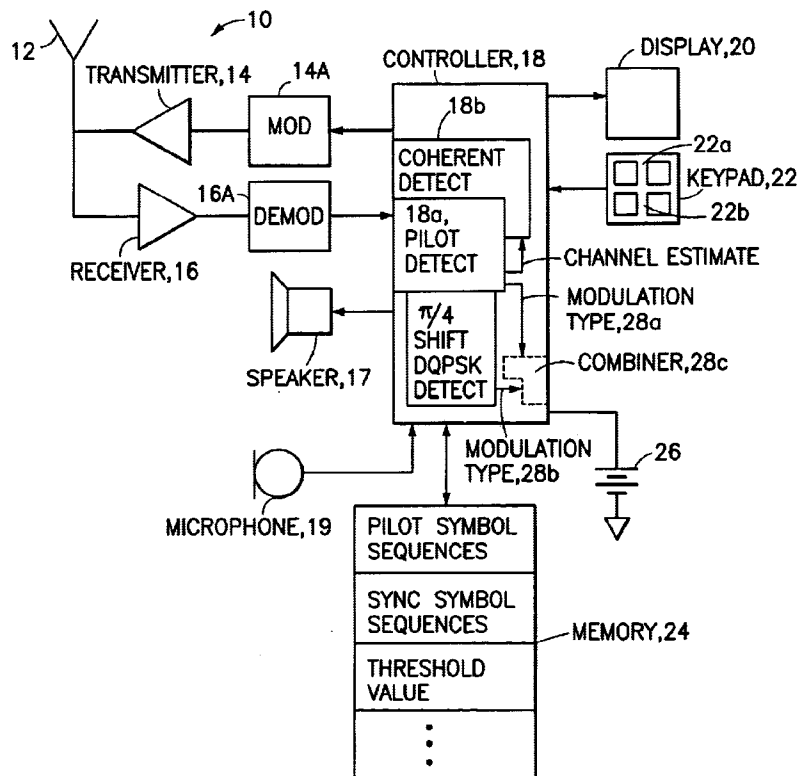 12
10
TRANSMITTER,14
14A
MOD
CONTROLLER,18
18b
COHERENT
DETECT
DISPLAY,20
22a
KEYPAD,22
22b
16A
DEMOD
RECEIVER,16
18a,
PILOT
DETECT
CHANNEL ESTIMATE
MODULATION
TYPE,28a
SPEAKER,17
π/4
SHIFT
DQPSK
DETECT
COMBINER,28c
MODULATION
TYPE,28b
26
MICROPHONE,19
PILOT SYMBOL
SEQUENCES
SYNC SYMBOL
SEQUENCES
MEMORY,24
THRESHOLD
VALUE